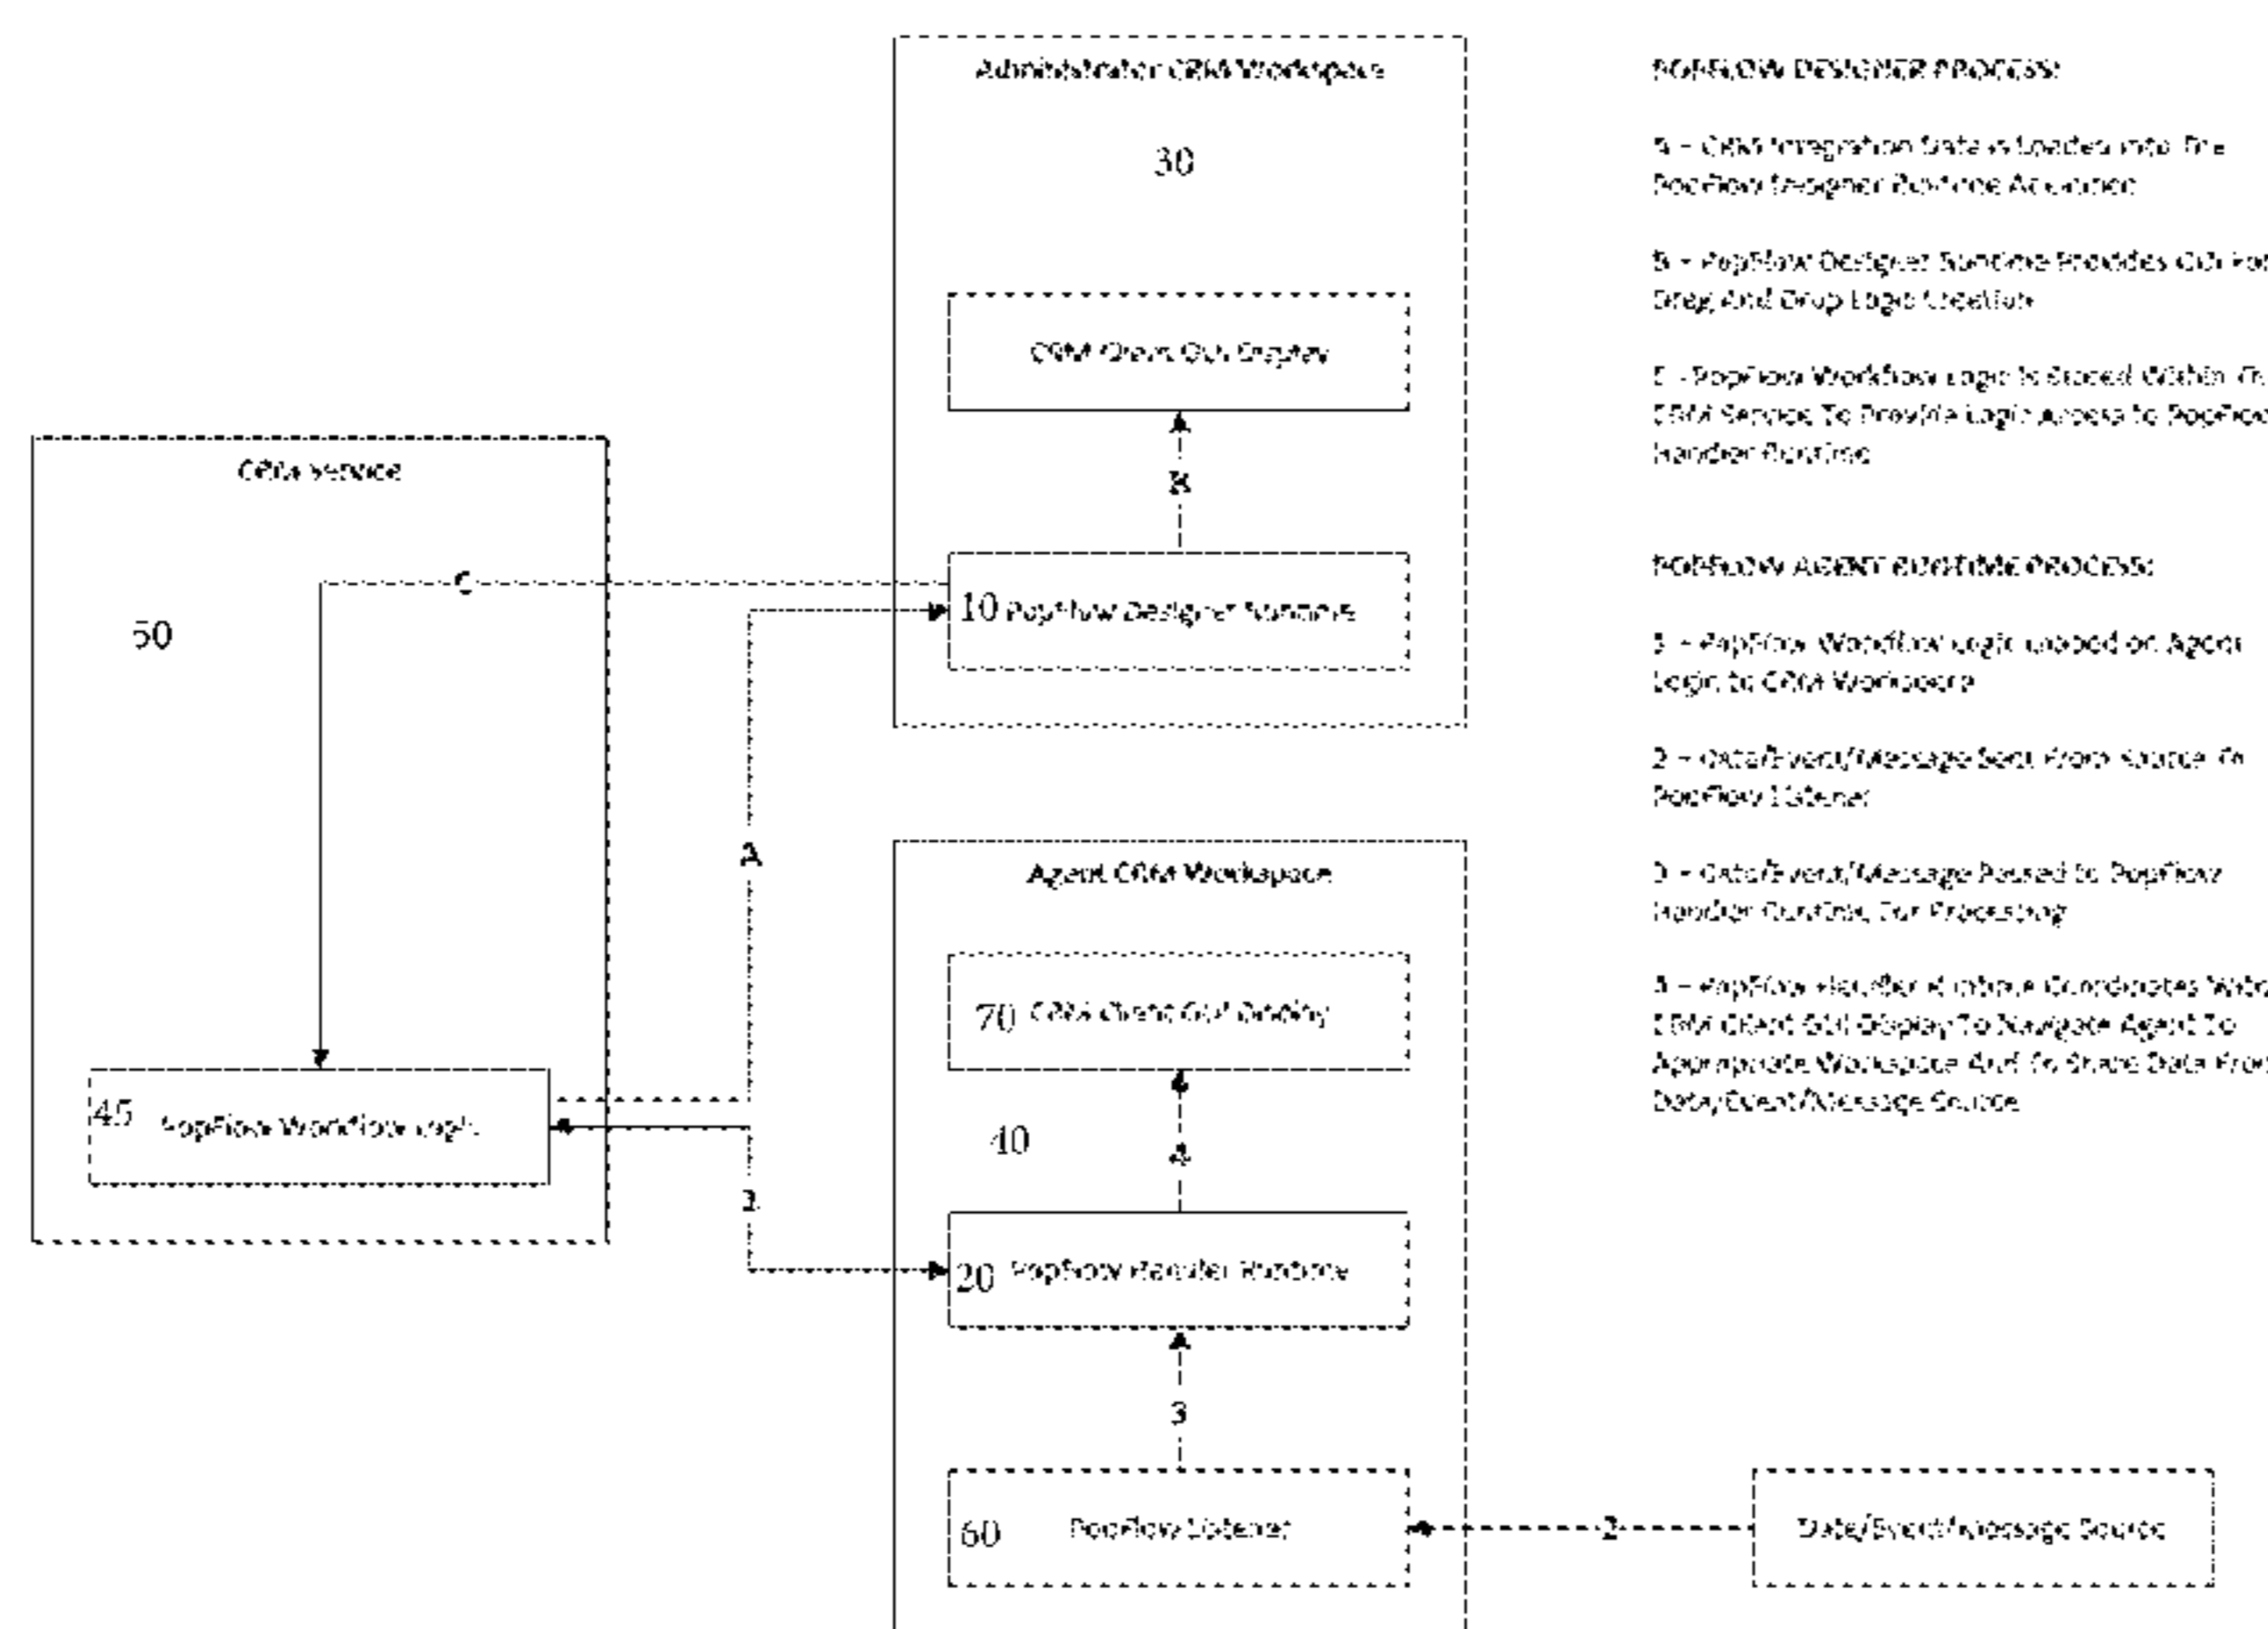 Administrator CRM Workspace
30
CRM Client GUI Display
B
10 PopFlow Designer Runtime
CRM Service
50
C
A
45 PopFlow Workflow Logic
1
Agent CRM Workspace
70 CRM Client GUI Display
40
4
20 PopFlow Handler Runtime
3
60 PopFlow Listener
2
Data/Event/Message Source
POPFLOW DESIGNER PROCESS:
A - CRM Integration Data is Loaded into The
PopFlow Designer Runtime
B - PopFlow Designer Runtime Provides GUI For
Drag And Drop Logic Creation
C - PopFlow Workflow Logic Is Stored Within
CRM Service To Provide Logic Access to
Handler Runtime
POPFLOW AGENT RUNTIME PROCESS:
1 - PopFlow Workflow Logic Loaded on Agent
Login to CRM Workspace
2 - Data/Event/Message Sent From Source To
PopFlow Listener
3 - Data/Event/Message Passed to PopFlow
Handler Runtime For Processing
4 - PopFlow Handler Runtime Coordinates With
CRM Client GUI Display To Navigate Agent To
Appropriate Workspace And To Share Data From
Data/Event/Message Source